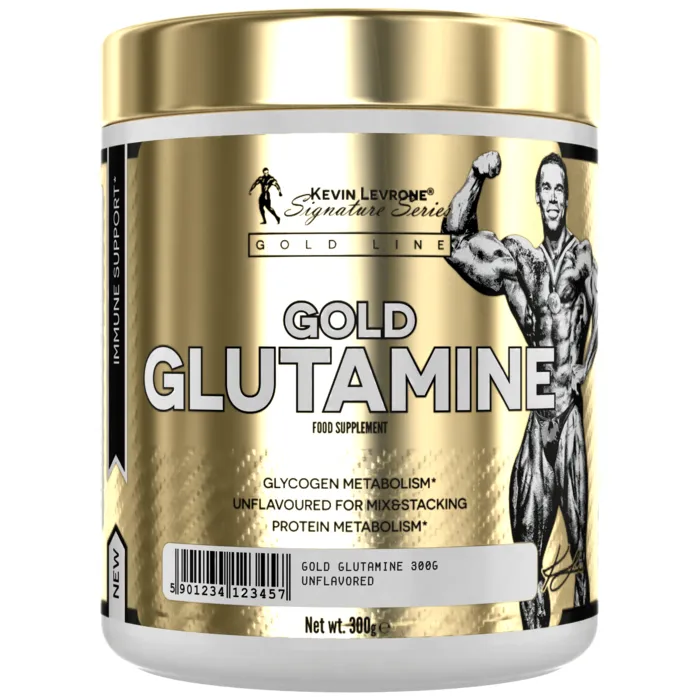 KEVIN LEVRONE®
Signature Series
GOLD LINE
IMMUNE SUPPORT*
GOLD
GLUTAMINE
FOOD SUPPLEMENT
GLYCOGEN METABOLISM*
UNFLAVOURED FOR MIX&STACKING
PROTEIN METABOLISM*
NEW
GOLD GLUTAMINE 300G
UNFLAVORED
5 901234 123457
Net wt. 300g ℮